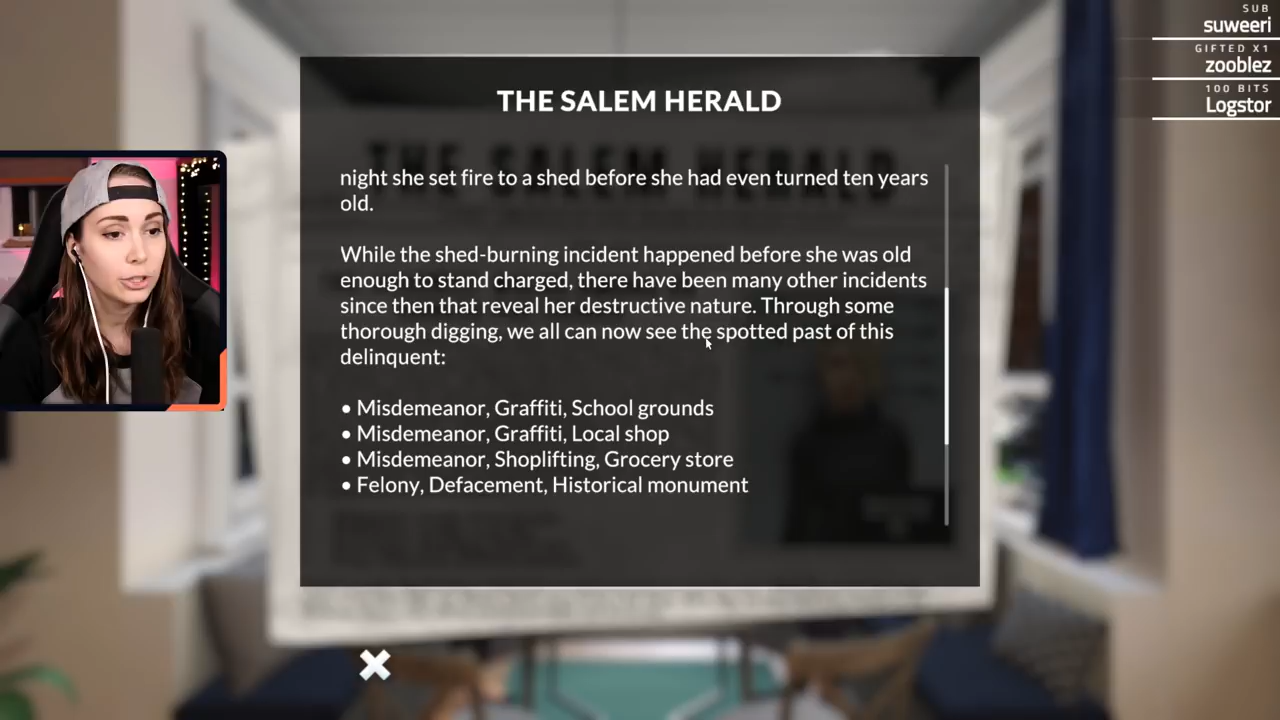 SUB
suweeri
GIFTED X1
zooblez
100 BITS
Logstor
THE SALEM HERALD
THE SALEM HERALD
night she set fire to a shed before she had even turned ten years
old.
While the shed-burning incident happened before she was old
enough to stand charged, there have been many other incidents
since then that reveal her destructive nature. Through some
thorough digging, we all can now see the spotted past of this
delinquent:
• Misdemeanor, Graffiti, School grounds
• Misdemeanor, Graffiti, Local shop
• Misdemeanor, Shoplifting, Grocery store
• Felony, Defacement, Historical monument